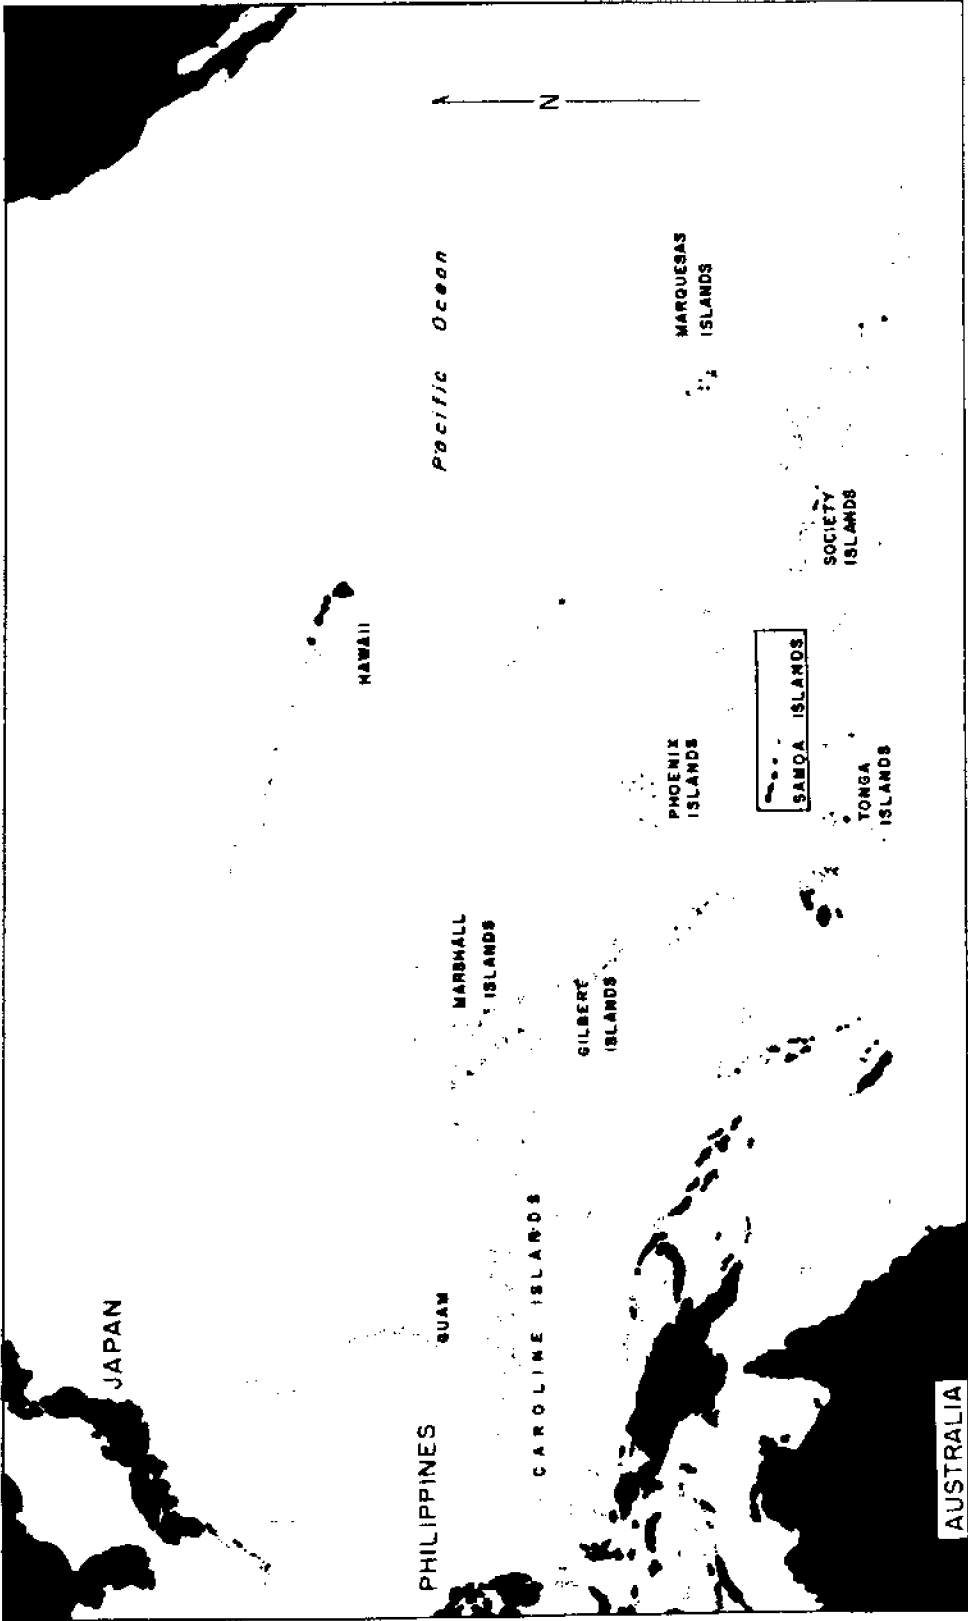 JAPAN
Pacific Ocean
N
HAWAII
PHILIPPINES
GUAM
MARSHALL
ISLANDS
CAROLINE ISLANDS
GILBERT
ISLANDS
PHOENIX
ISLANDS
MARQUESAS
ISLANDS
SAMOA ISLANDS
SOCIETY
ISLANDS
TONGA
ISLANDS
AUSTRALIA